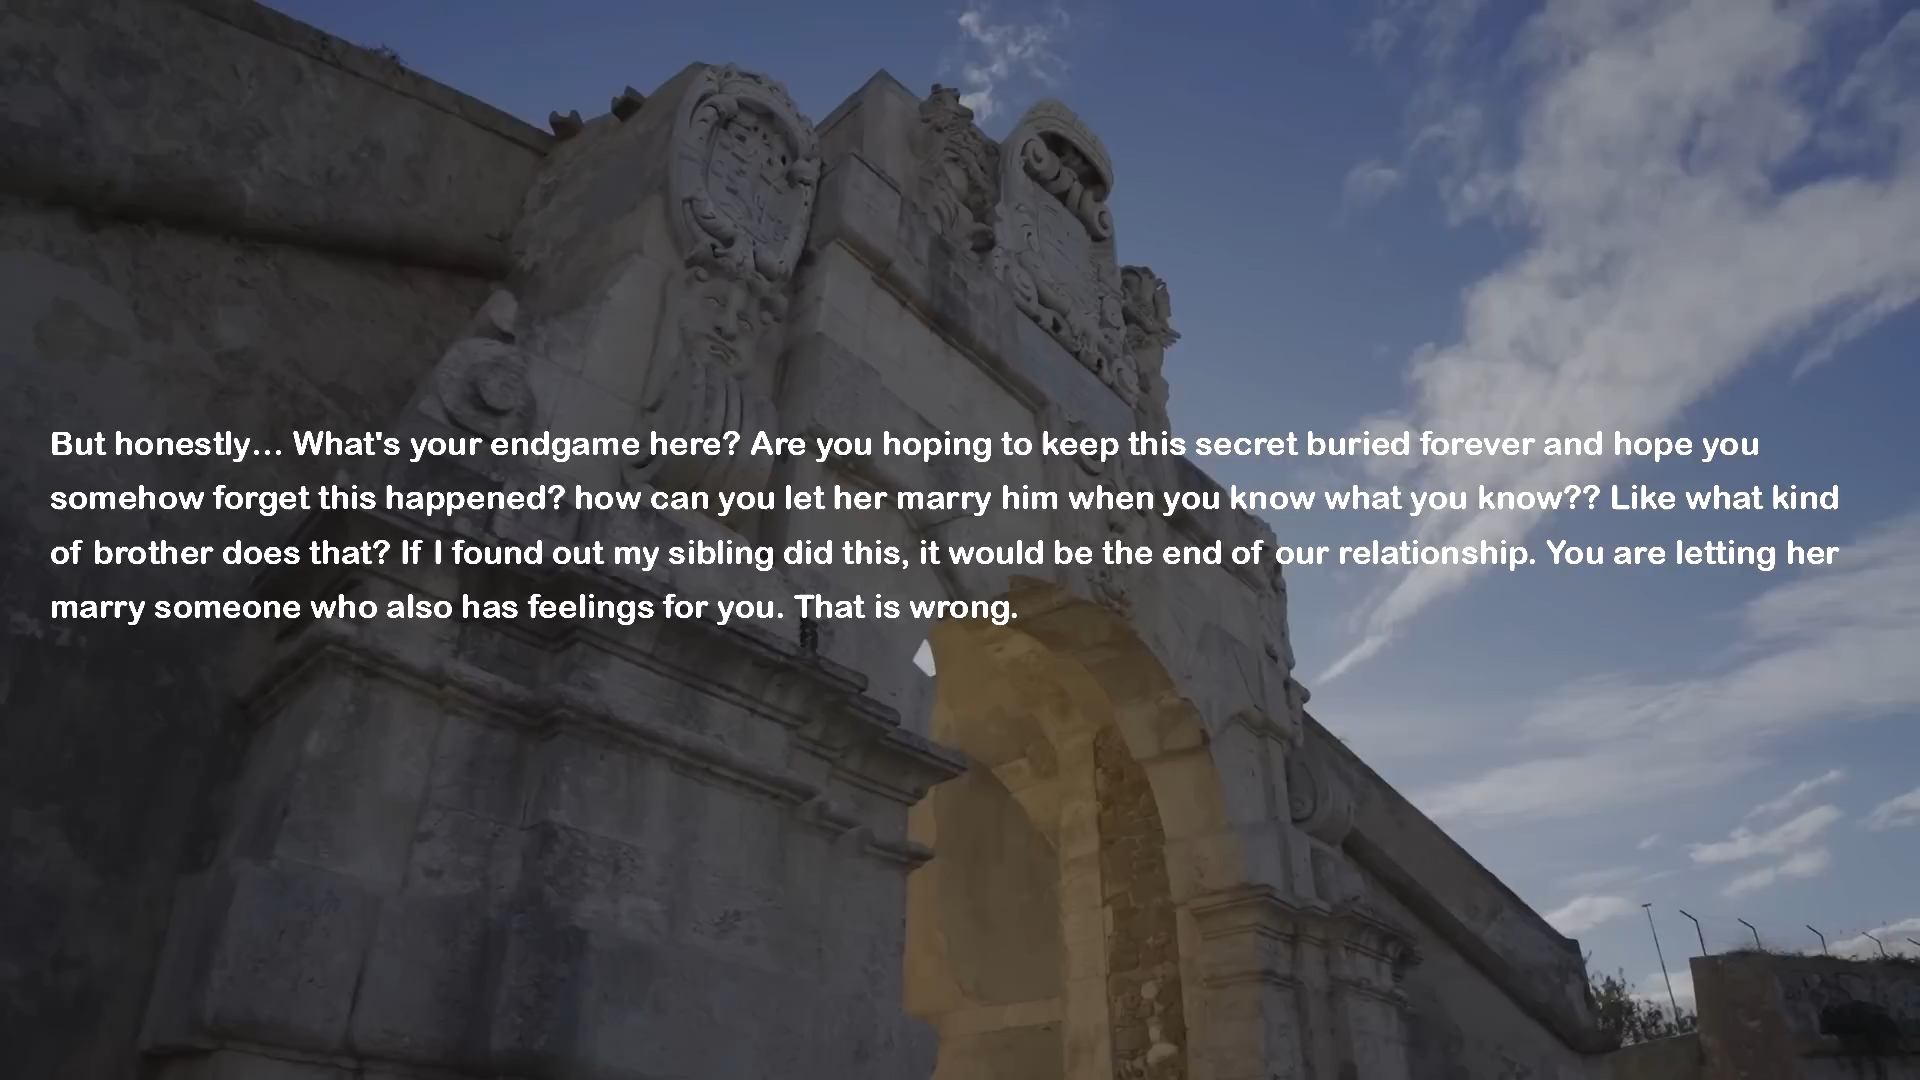 But honestly... What's your endgame here? Are you hoping to keep this secret buried forever and hope you
somehow forget this happened? how can you let her marry him when you know what you know?? Like what kind
of brother does that? If I found out my sibling did this, it would be the end of our relationship. You are letting her
marry someone who also has feelings for you. That is wrong.